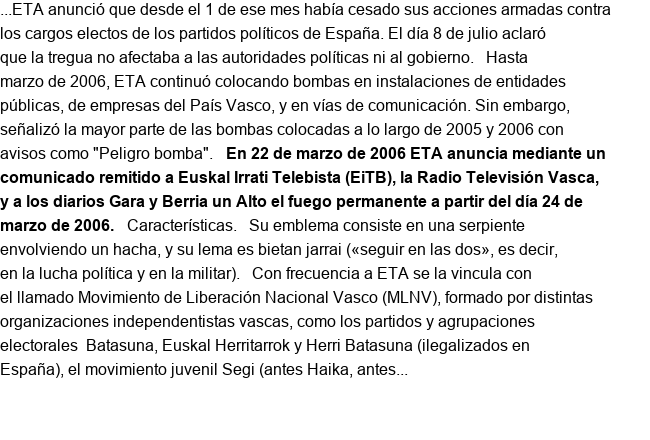 ...ETA anunció que desde el 1 de ese mes había cesado sus acciones armadas contra
los cargos electos de los partidos políticos de España. El día 8 de julio aclaró
que la tregua no afectaba a las autoridades políticas ni al gobierno.   Hasta
marzo de 2006, ETA continuó colocando bombas en instalaciones de entidades
públicas, de empresas del País Vasco, y en vías de comunicación. Sin embargo,
señalizó la mayor parte de las bombas colocadas a lo largo de 2005 y 2006 con
avisos como "Peligro bomba".   En 22 de marzo de 2006 ETA anuncia mediante un
comunicado remitido a Euskal Irrati Telebista (EiTB), la Radio Televisión Vasca,
y a los diarios Gara y Berria un Alto el fuego permanente a partir del día 24 de
marzo de 2006.   Características.   Su emblema consiste en una serpiente
envolviendo un hacha, y su lema es bietan jarrai («seguir en las dos», es decir,
en la lucha política y en la militar).   Con frecuencia a ETA se la vincula con
el llamado Movimiento de Liberación Nacional Vasco (MLNV), formado por distintas
organizaciones independentistas vascas, como los partidos y agrupaciones
electorales  Batasuna, Euskal Herritarrok y Herri Batasuna (ilegalizados en
España), el movimiento juvenil Segi (antes Haika, antes...